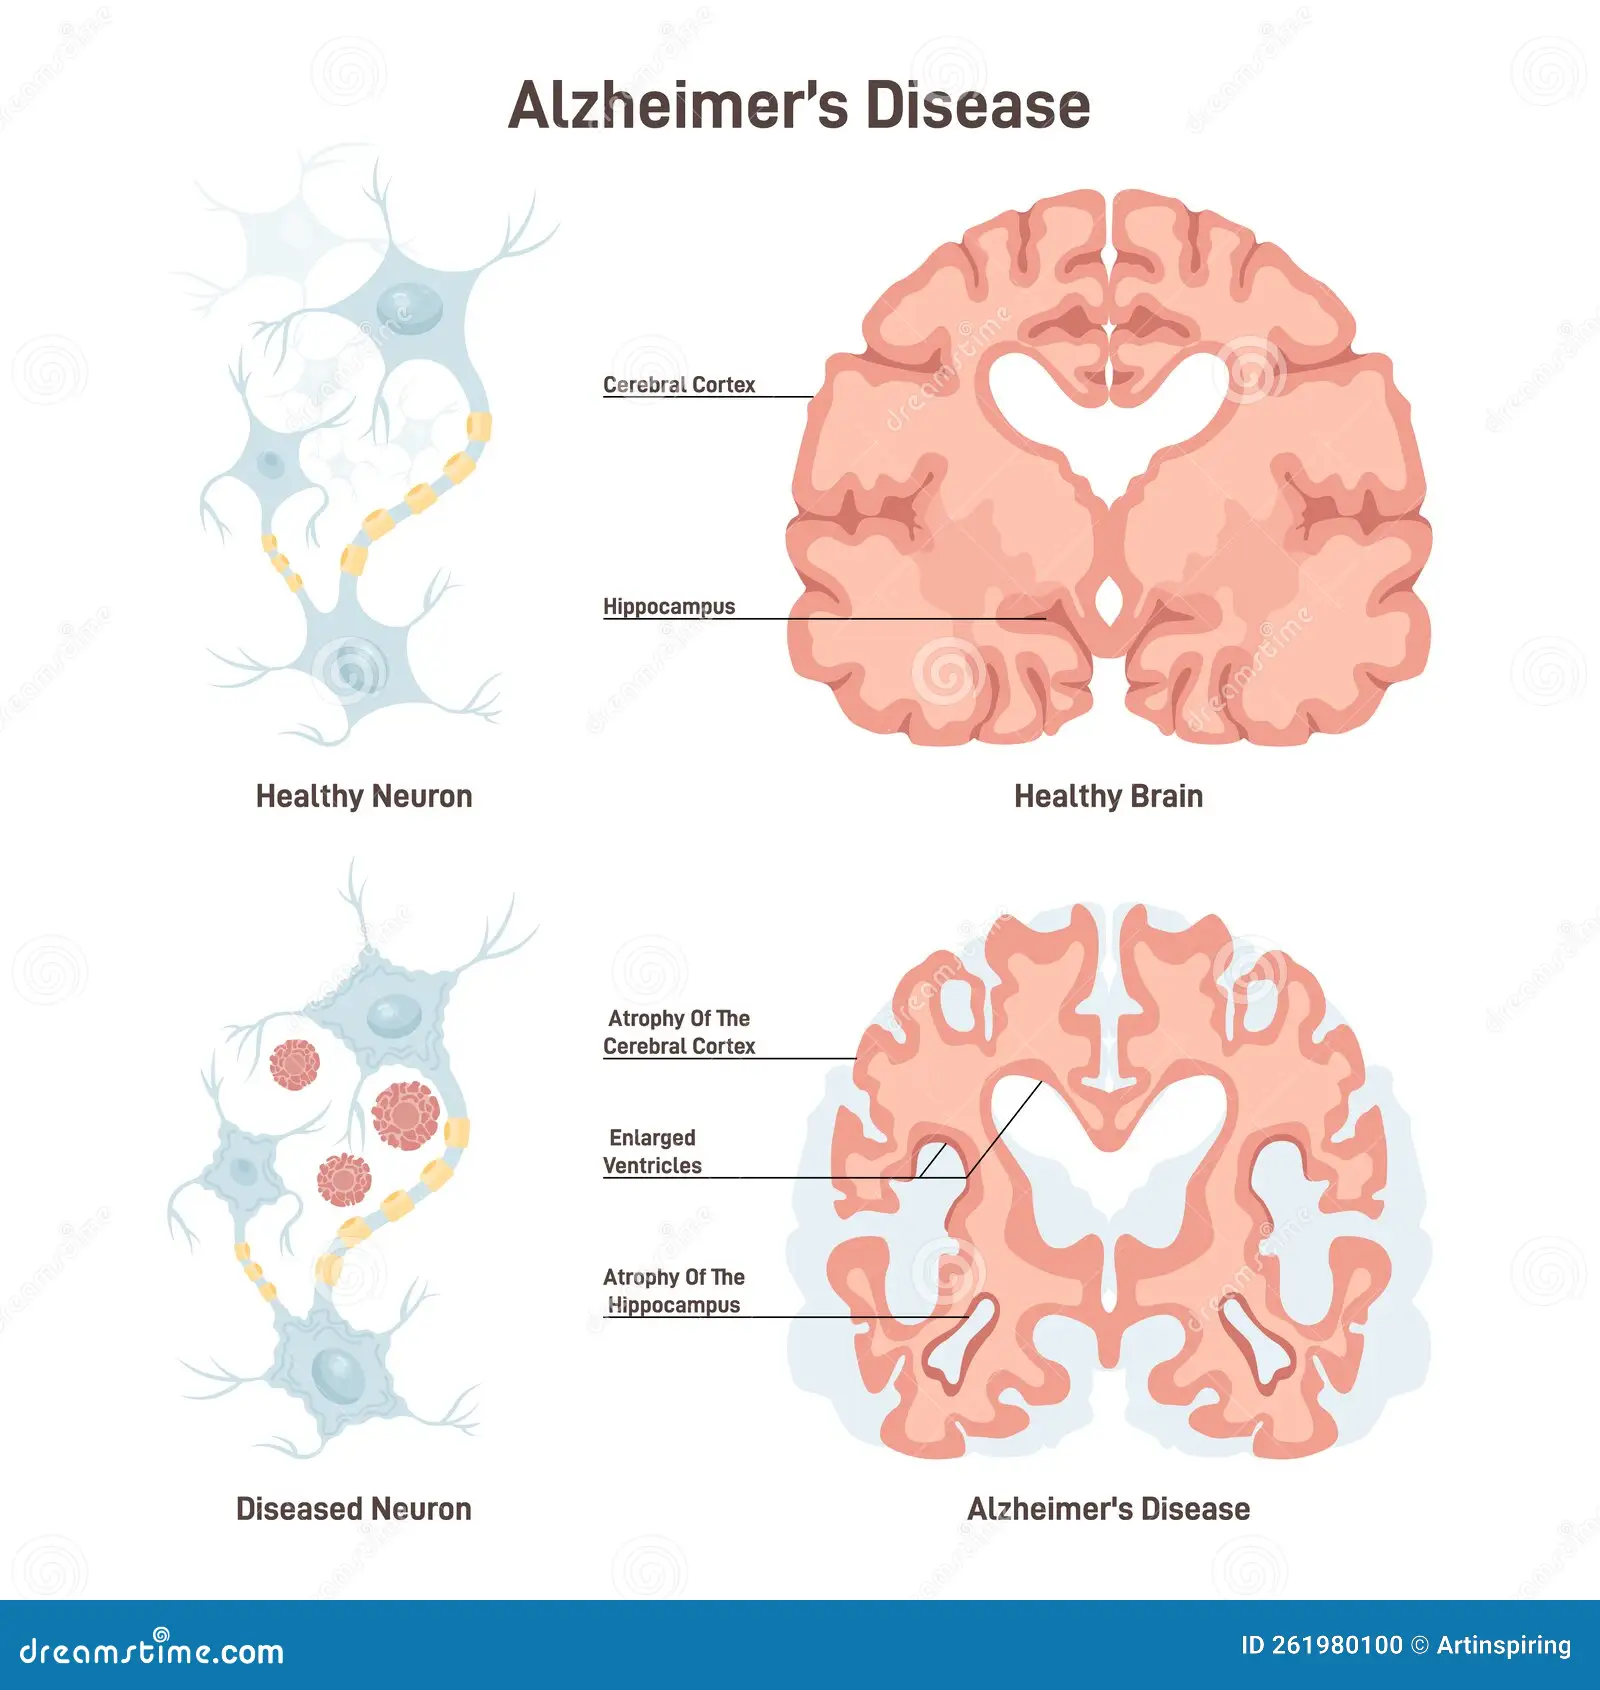 Alzheimer's Disease
Cerebral Cortex
Hippocampus
Healthy Neuron
Healthy Brain
Atrophy Of The
Cerebral Cortex
Enlarged
Ventricles
Atrophy Of The
Hippocampus
Diseased Neuron
Alzheimer's Disease
dreamstime.com
ID 261980100 © Artinspiring